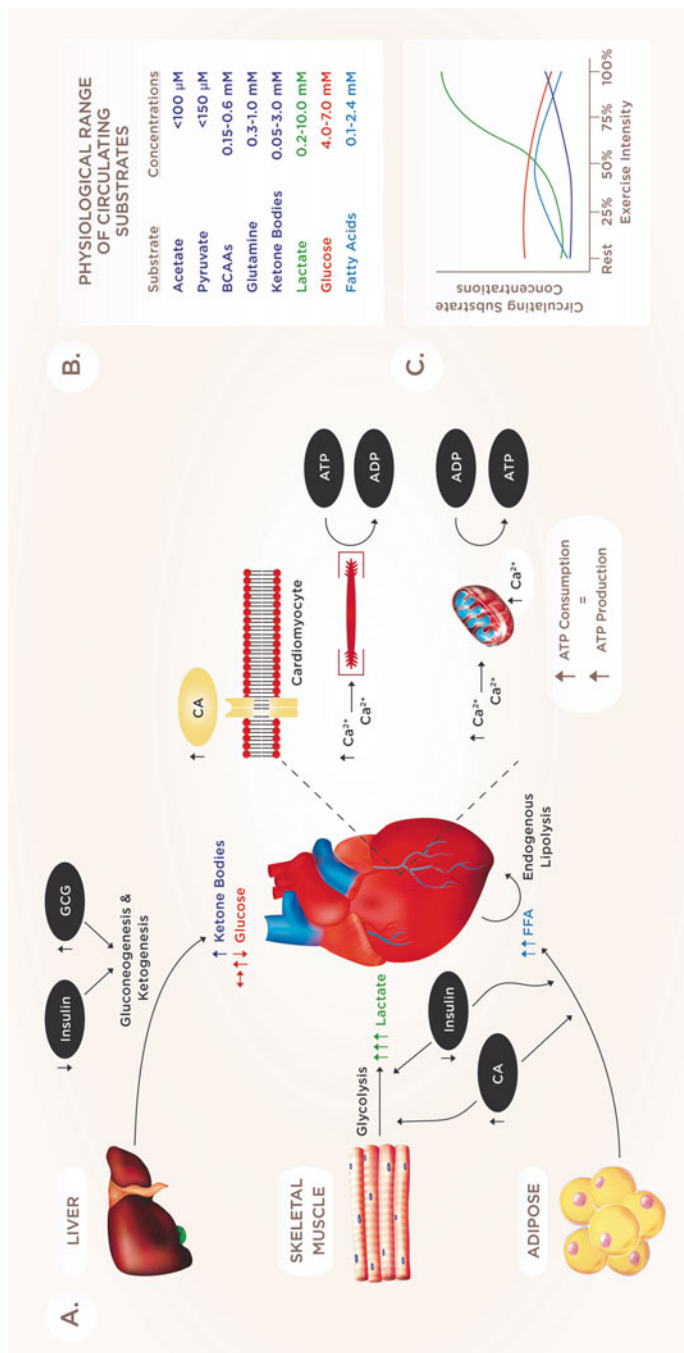 A.
LIVER
Insulin
GCG
Gluconeogenesis &
Ketogenesis
↑ Ketone Bodies
↔↑↓ Glucose
SKELETAL
MUSCLE
Glycolysis
↑↑↑ Lactate
Insulin
CA
ADIPOSE
↑↑ FFA
Endogenous
Lipolysis
CA
Cardiomyocyte
↑ Ca²⁺
Ca²⁺
ATP
ADP
↑ Ca²⁺
Ca²⁺
↑ Ca²⁺
ADP
ATP
↑ ATP Consumption
=
↑ ATP Production
B.
PHYSIOLOGICAL RANGE
OF CIRCULATING
SUBSTRATES
Substrate Concentrations
Acetate <100 µM
Pyruvate <150 µM
BCAAs 0.15-0.6 mM
Glutamine 0.3-1.0 mM
Ketone Bodies 0.05-3.0 mM
Lactate 0.2-10.0 mM
Glucose 4.0-7.0 mM
Fatty Acids 0.1-2.4 mM
C.
Circulating Substrate
Concentrations
Rest 25% 50% 75% 100%
Exercise Intensity